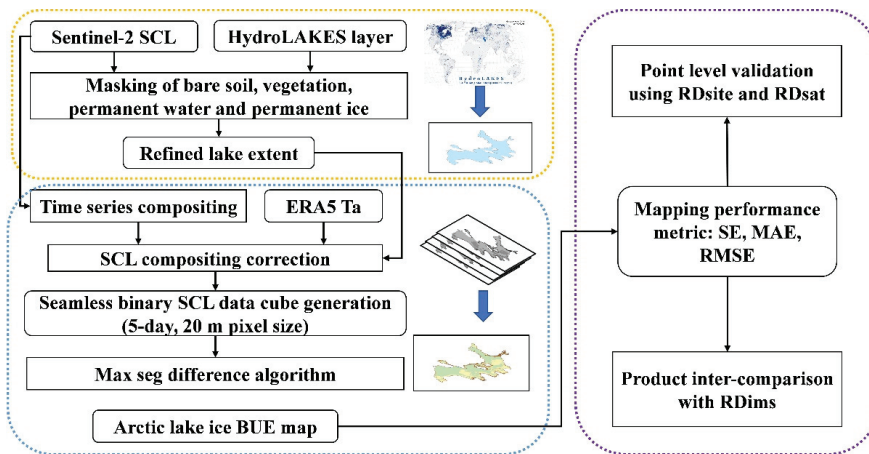 Sentinel-2 SCL
HydroLAKES layer
Masking of bare soil, vegetation,
permanent water and permanent ice
Refined lake extent
HydroLAKES
Time series compositing
ERA5 Ta
SCL compositing correction
Seamless binary SCL data cube generation
(5-day, 20 m pixel size)
Max seg difference algorithm
Arctic lake ice BUE map
Point level validation
using RDsite and RDsat
Mapping performance
metric: SE, MAE,
RMSE
Product inter-comparison
with RDims